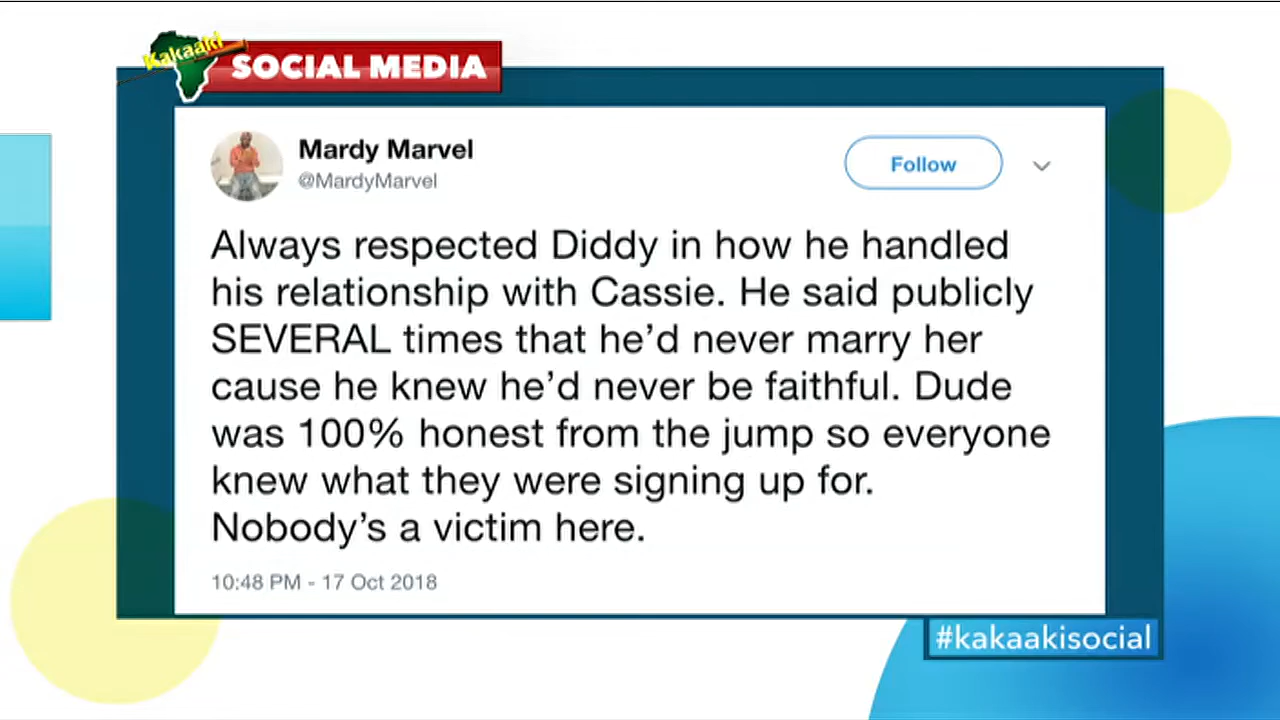 Kakaaki
SOCIAL MEDIA
Mardy Marvel
@MardyMarvel
Follow
Always respected Diddy in how he handled
his relationship with Cassie. He said publicly
SEVERAL times that he’d never marry her
cause he knew he’d never be faithful. Dude
was 100% honest from the jump so everyone
knew what they were signing up for.
Nobody’s a victim here.
10:48 PM - 17 Oct 2018
#kakaakisocial